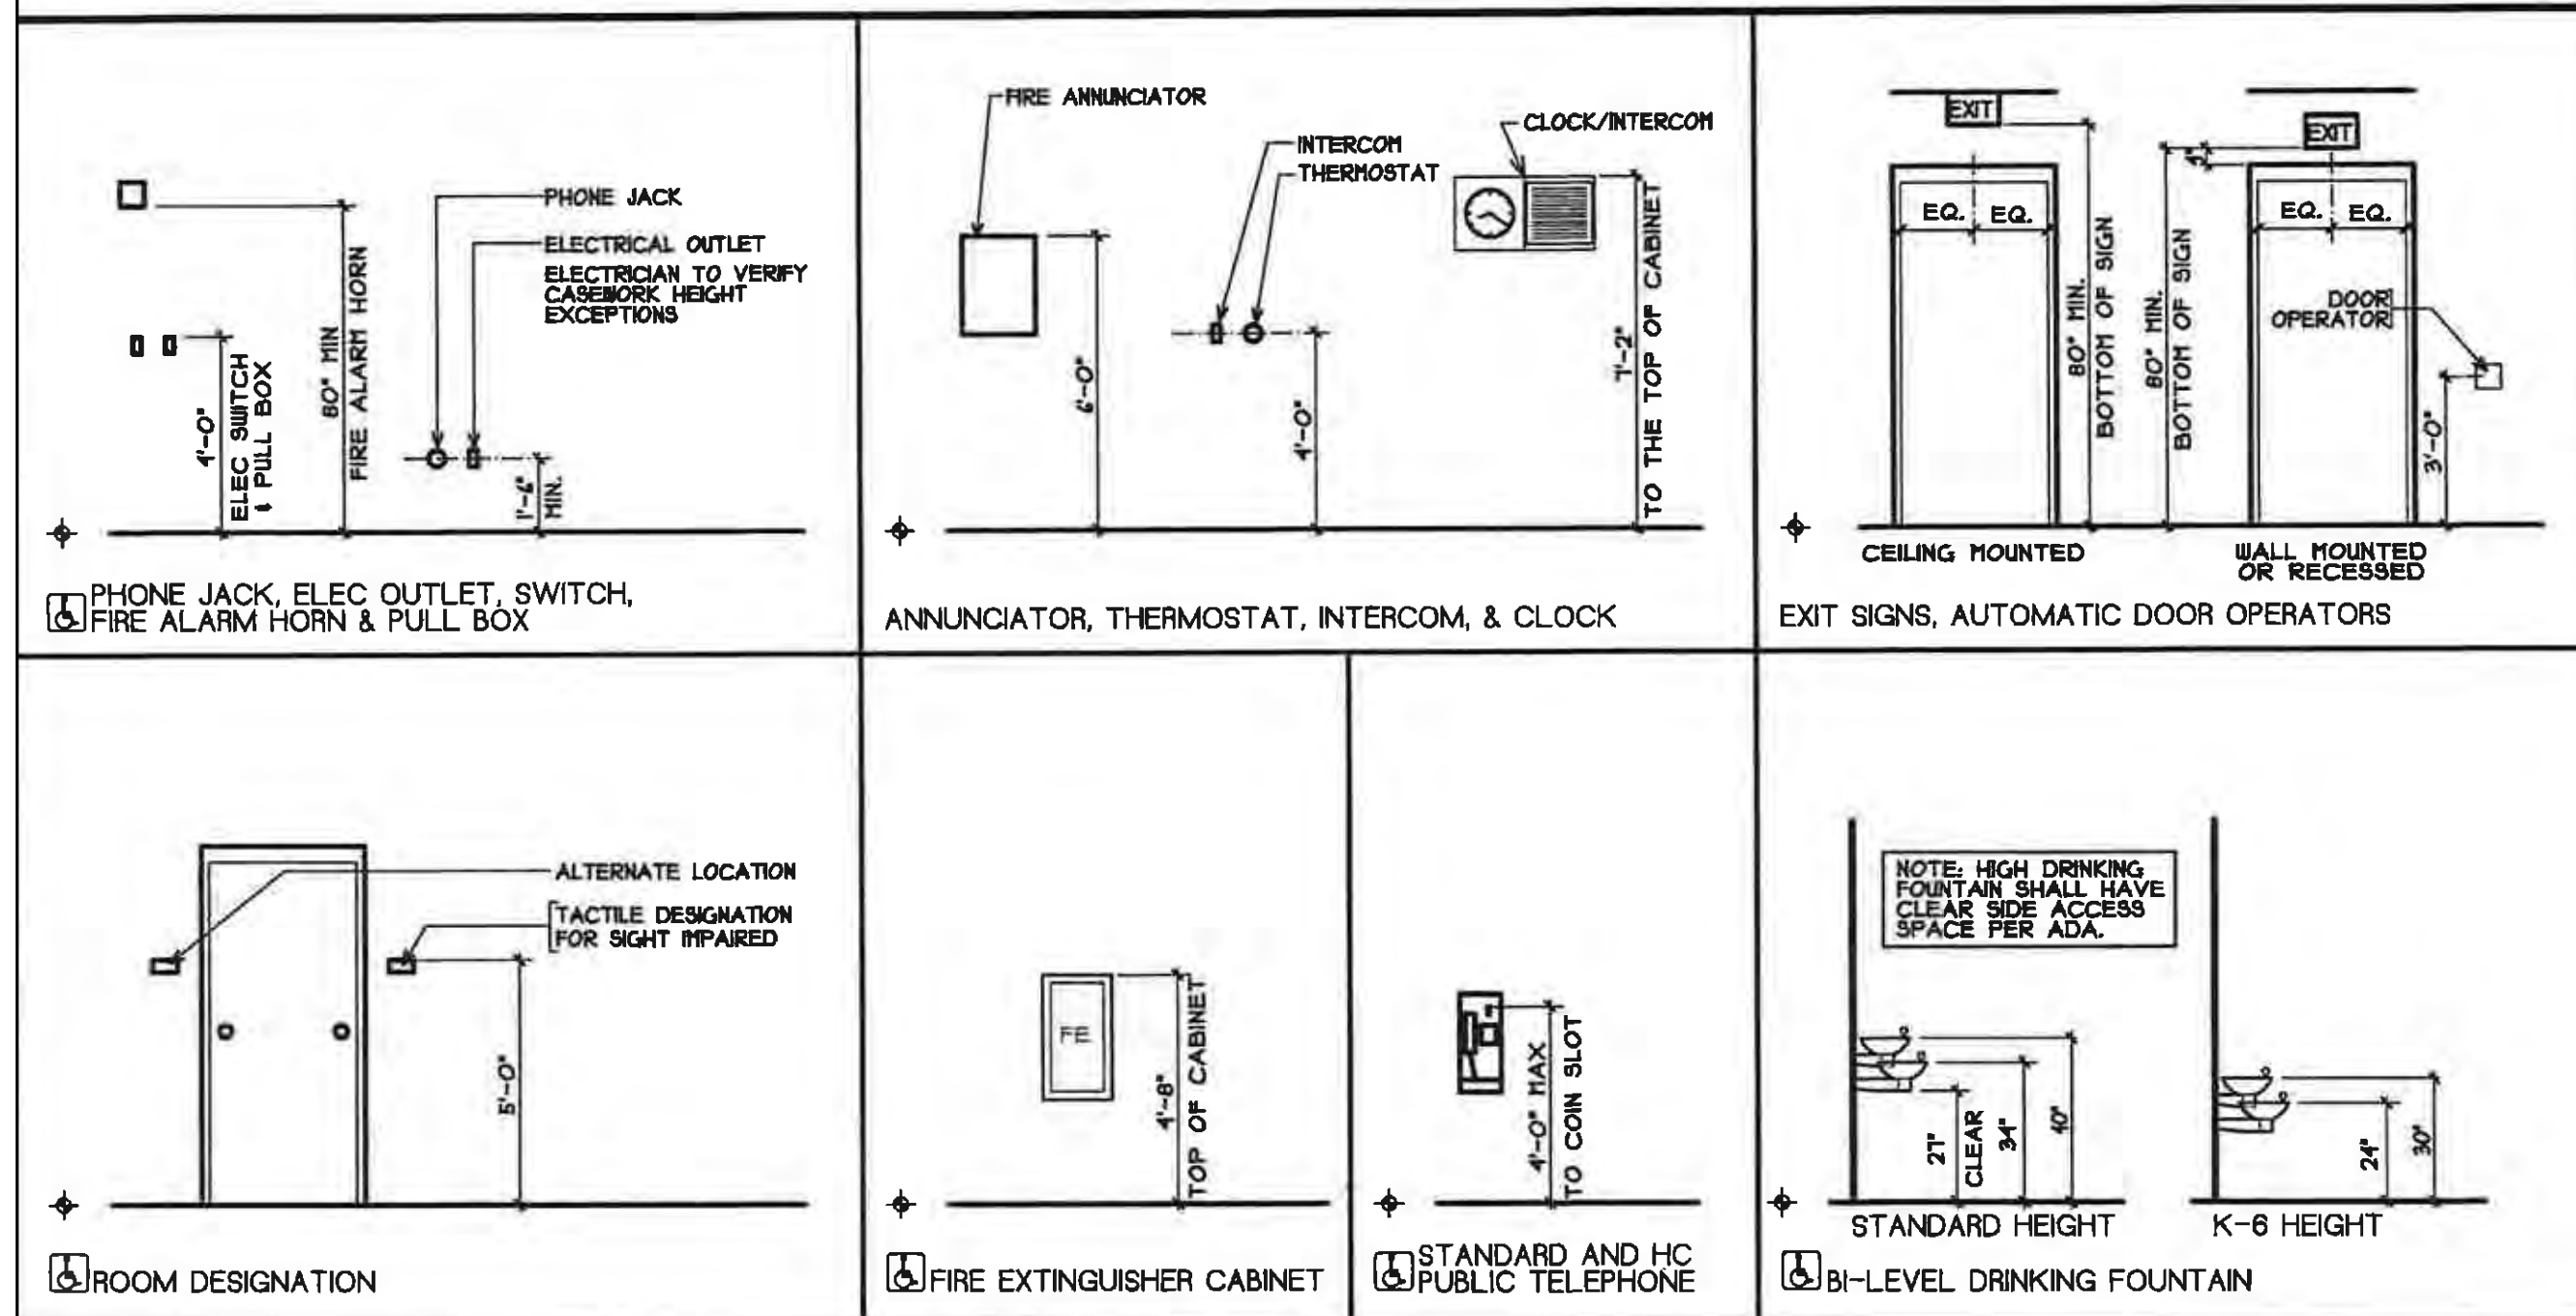 FIRE ANNUNCIATOR
INTERCOM
THERMOSTAT
CLOCK/INTERCOM
EXIT
EXIT
PHONE JACK
ELECTRICAL OUTLET
ELECTRICIAN TO VERIFY
CASEWORK HEIGHT
EXCEPTIONS
4'-0"
ELEC SWITCH
& PULL BOX
80" MIN
FIRE ALARM HORN
1'-6"
MIN.
PHONE JACK, ELEC OUTLET, SWITCH,
FIRE ALARM HORN & PULL BOX
6'-0"
4'-0"
7'-2"
TO THE TOP OF CABINET
ANNUNCIATOR, THERMOSTAT, INTERCOM, & CLOCK
EQ. EQ.
80" MIN.
BOTTOM OF SIGN
80" MIN.
BOTTOM OF SIGN
4"
EQ. EQ.
DOOR
OPERATOR
3'-0"
CEILING MOUNTED
WALL MOUNTED
OR RECESSED
EXIT SIGNS, AUTOMATIC DOOR OPERATORS
ALTERNATE LOCATION
TACTILE DESIGNATION
FOR SIGHT IMPAIRED
5'-0"
ROOM DESIGNATION
FE
4'-8"
TOP OF CABINET
FIRE EXTINGUISHER CABINET
4'-0" MAX
TO COIN SLOT
STANDARD AND HC
PUBLIC TELEPHONE
NOTE: HIGH DRINKING
FOUNTAIN SHALL HAVE
CLEAR SIDE ACCESS
SPACE PER ADA.
27"
CLEAR
34"
40"
24"
30"
STANDARD HEIGHT
K-6 HEIGHT
BI-LEVEL DRINKING FOUNTAIN